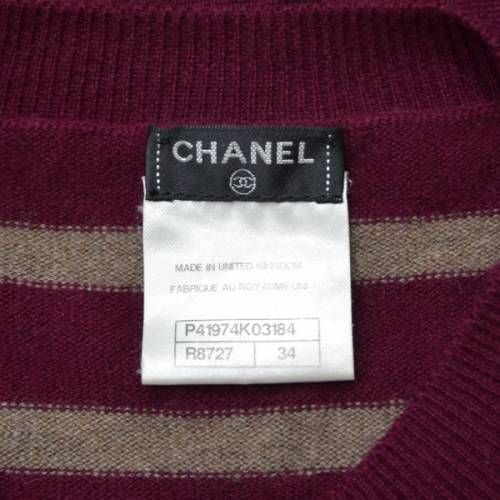 CHANEL
MADE IN UNITED KINGDOM
FABRIQUE AU ROYAUME-UNI
P41974K03184
R8727 34